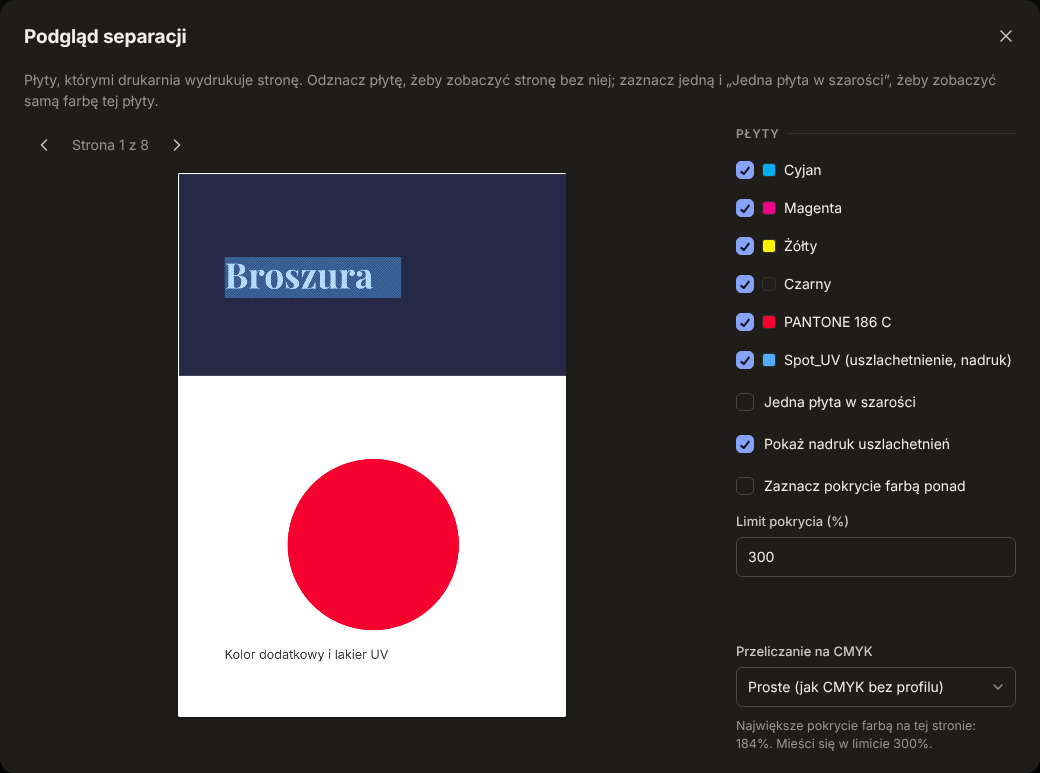 Podgląd separacji
Płyty, którymi drukarnia wydrukuje stronę. Odznacz płytę, żeby zobaczyć stronę bez niej; zaznacz jedną i „Jedna płyta w szarości”, żeby zobaczyć
samą farbę tej płyty.
Strona 1 z 8
Broszura
Kolor dodatkowy i lakier UV
PŁYTY
Cyjan
Magenta
Żółty
Czarny
PANTONE 186 C
Spot_UV (uszlachetnienie, nadruk)
Jedna płyta w szarości
Pokaż nadruk uszlachetnień
Zaznacz pokrycie farbą ponad
Limit pokrycia (%)
300
Przeliczanie na CMYK
Proste (jak CMYK bez profilu)
Największe pokrycie farbą na tej stronie:
184%. Mieści się w limicie 300%.